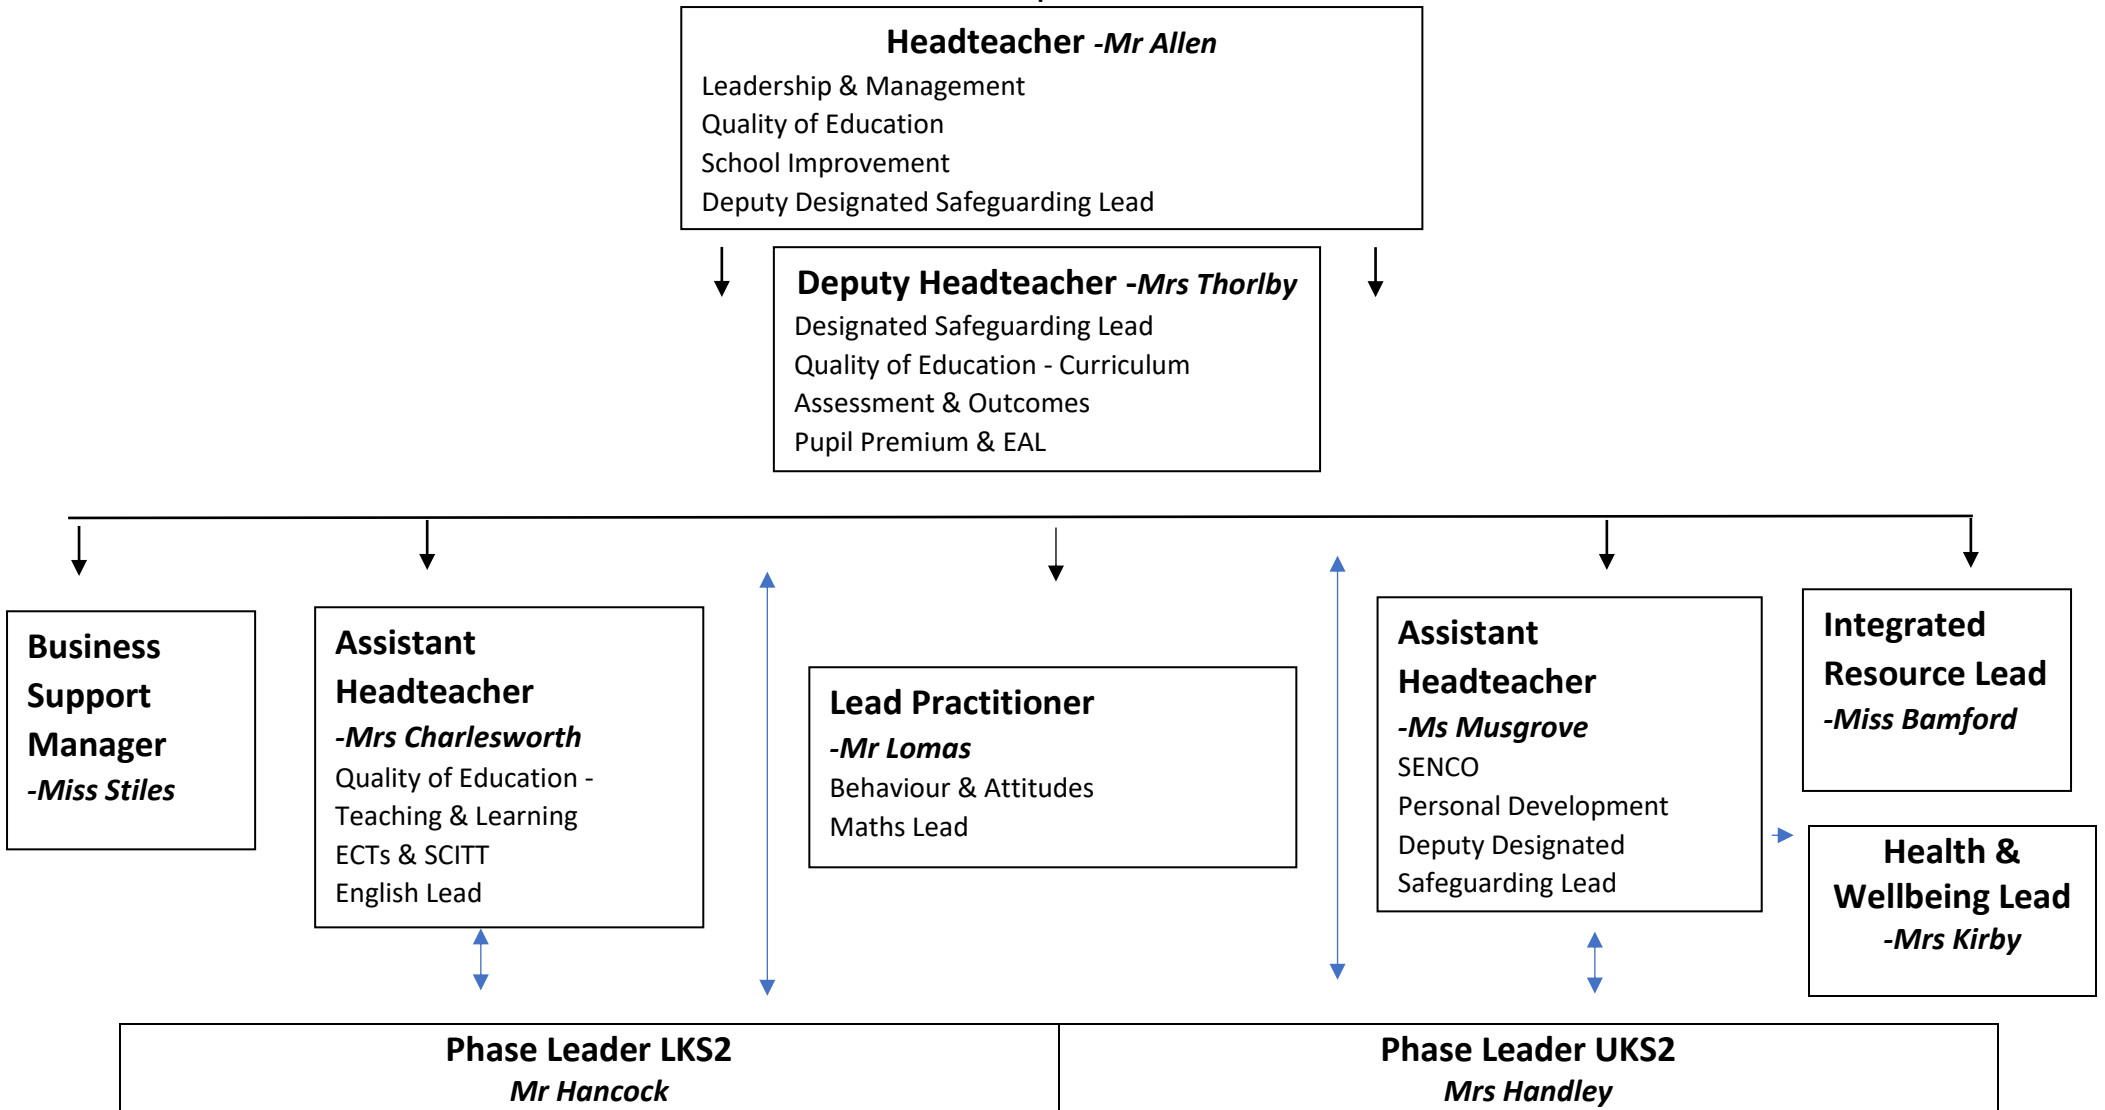 Headteacher -Mr Allen
Leadership & Management
Quality of Education
School Improvement
Deputy Designated Safeguarding Lead
Deputy Headteacher -Mrs Thorlby
Designated Safeguarding Lead
Quality of Education - Curriculum
Assessment & Outcomes
Pupil Premium & EAL
Business
Support
Manager
-Miss Stiles
Assistant
Headteacher
-Mrs Charlesworth
Quality of Education -
Teaching & Learning
ECTs & SCITT
English Lead
Lead Practitioner
-Mr Lomas
Behaviour & Attitudes
Maths Lead
Assistant
Headteacher
-Ms Musgrove
SENCO
Personal Development
Deputy Designated
Safeguarding Lead
Integrated
Resource Lead
-Miss Bamford
Health &
Wellbeing Lead
-Mrs Kirby
Phase Leader LKS2
Mr Hancock
Phase Leader UKS2
Mrs Handley